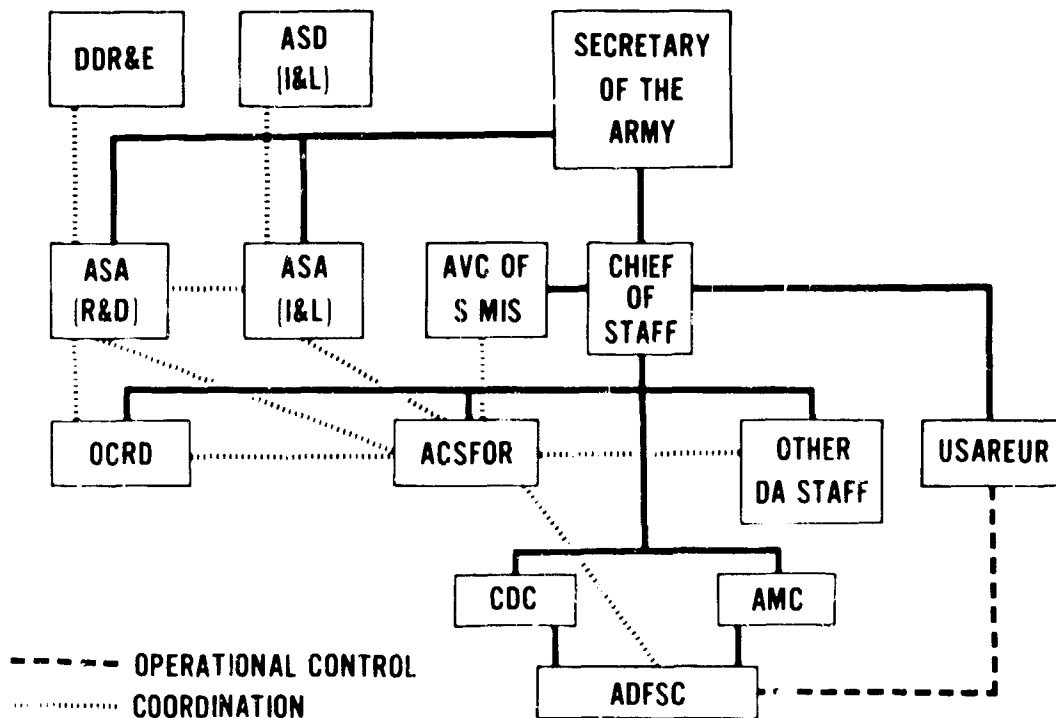 DDR&E
ASD
(I&L)
SECRETARY
OF THE
ARMY
ASA
(R&D)
ASA
(I&L)
AVC OF
S MIS
CHIEF
OF
STAFF
OCRD
ACSFOR
OTHER
DA STAFF
USAREUR
CDC
AMC
ADFSC
OPERATIONAL CONTROL
COORDINATION